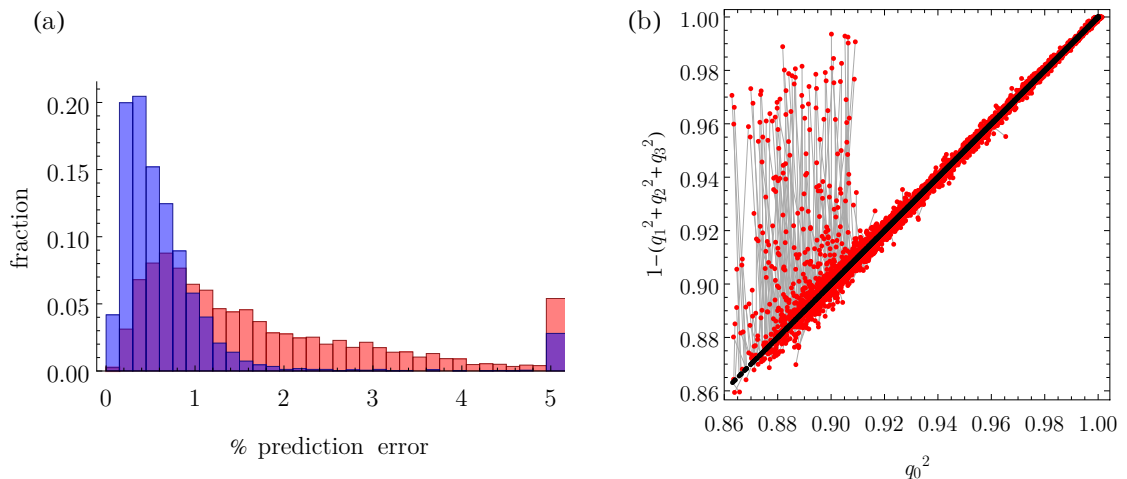 (a)
fraction
0.20
0.15
0.10
0.05
0.00
0 1 2 3 4 5
% prediction error
(b)
1−(q₁²+q₂²+q₃²)
1.00
0.98
0.96
0.94
0.92
0.90
0.88
0.86
0.86 0.88 0.90 0.92 0.94 0.96 0.98 1.00
q₀²